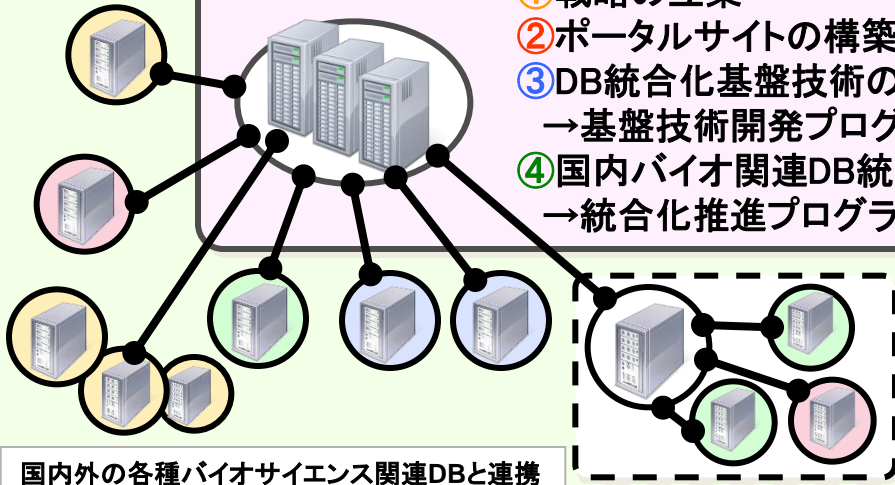 ②ポータルサイトの構築
③DB統合化基盤技術の
→基盤技術開発プログ
④国内バイオ関連DB統
→統合化推進プログラ
国内外の各種バイオサイエンス関連DBと連携